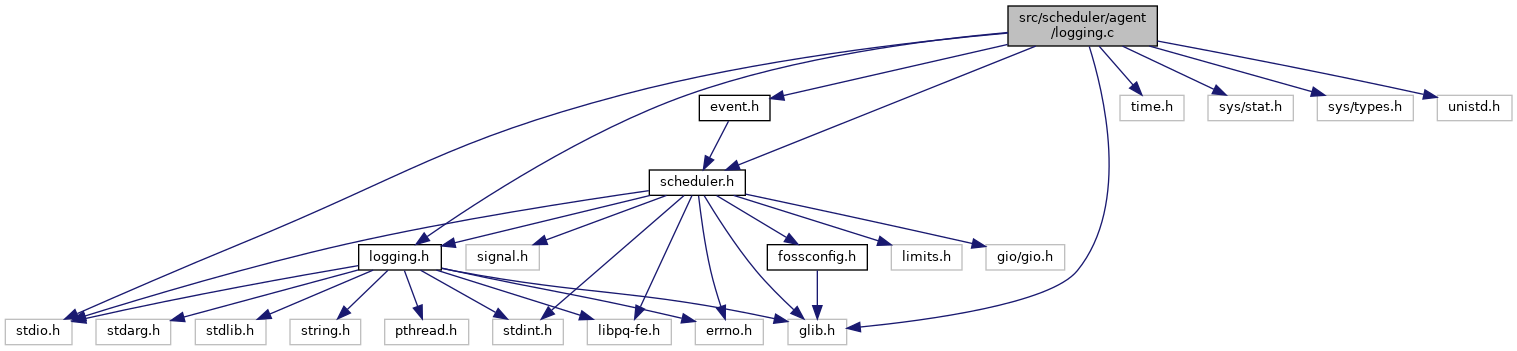 src/scheduler/agent
/logging.c
event.h
time.h
sys/stat.h
sys/types.h
unistd.h
scheduler.h
logging.h
signal.h
fossconfig.h
limits.h
gio/gio.h
stdio.h
stdarg.h
stdlib.h
string.h
pthread.h
stdint.h
libpq-fe.h
errno.h
glib.h